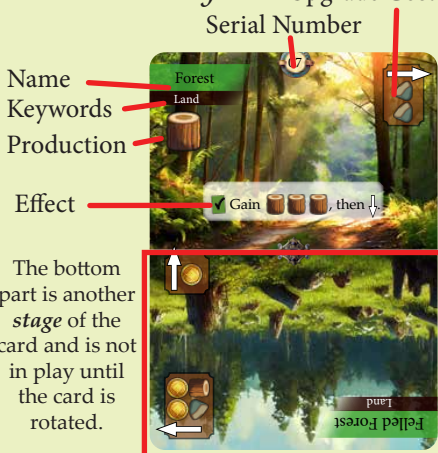 Serial Number
Name
Keywords
Production
Effect
Forest
Land
Gain , then
The bottom
part is another
stage of the
card and is not
in play until
the card is
rotated.
Land
Felled Forest